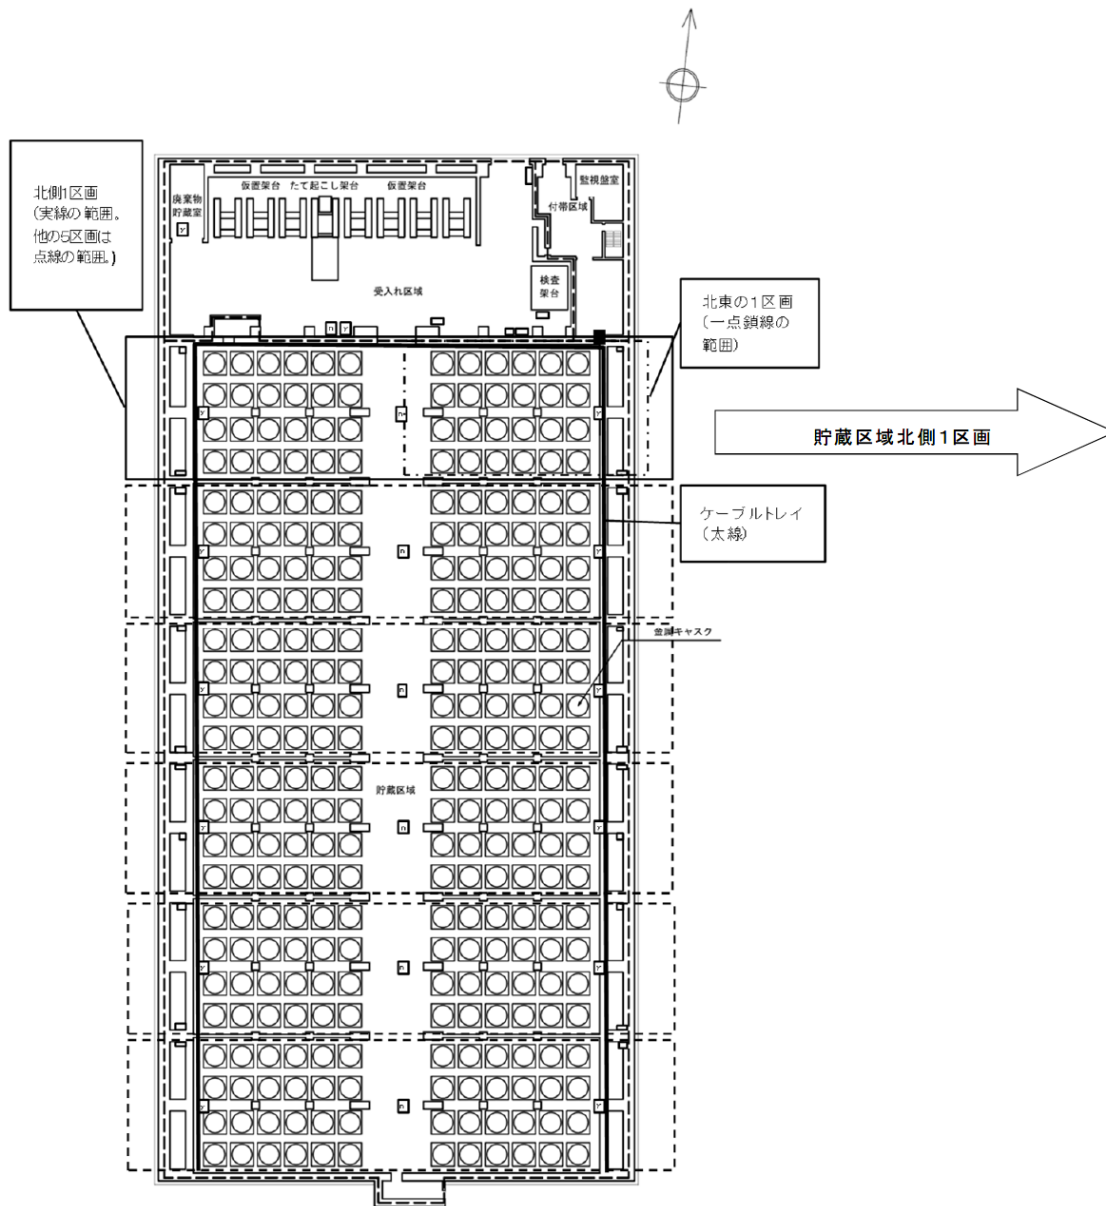 北側1区画
(実線の範囲。
他の5区画は
点線の範囲。)
廃棄物
貯蔵室
γ
仮置架台 たて起こし架台 仮置架台
監視盤室
付帯区域
検査
架台
受入れ区域
n γ
北東の1区画
(一点鎖線の
範囲)
γ n γ
貯蔵区域北側1区画
ケーブルトレイ
(太線)
γ n γ
金属キャスク
γ n γ
貯蔵区域
γ n γ
γ n γ
γ n γ